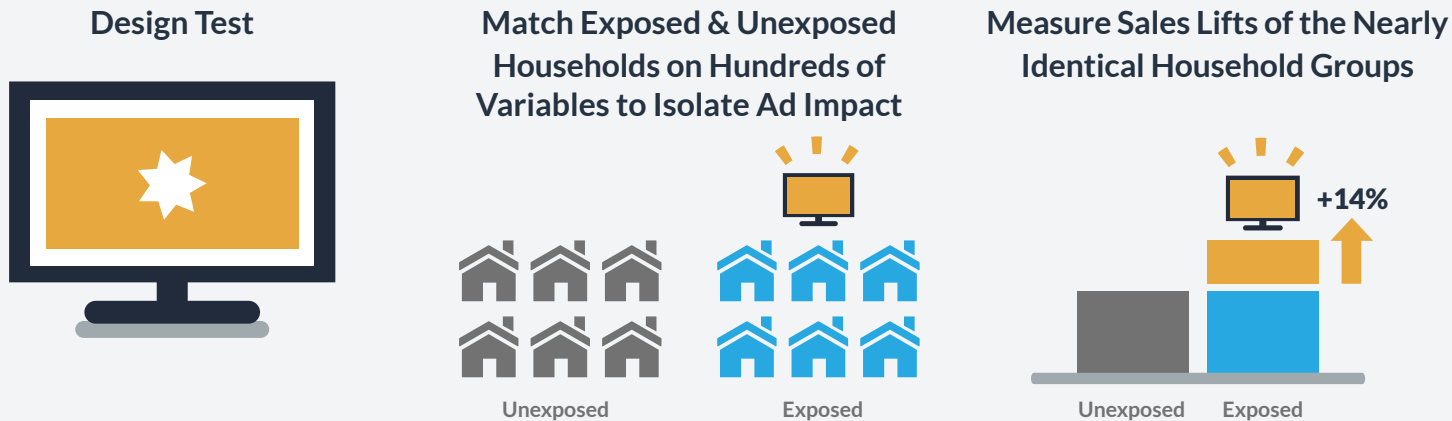 Design Test
Match Exposed & Unexposed
Households on Hundreds of
Variables to Isolate Ad Impact
Unexposed
Exposed
Measure Sales Lifts of the Nearly
Identical Household Groups
+14%
Unexposed
Exposed